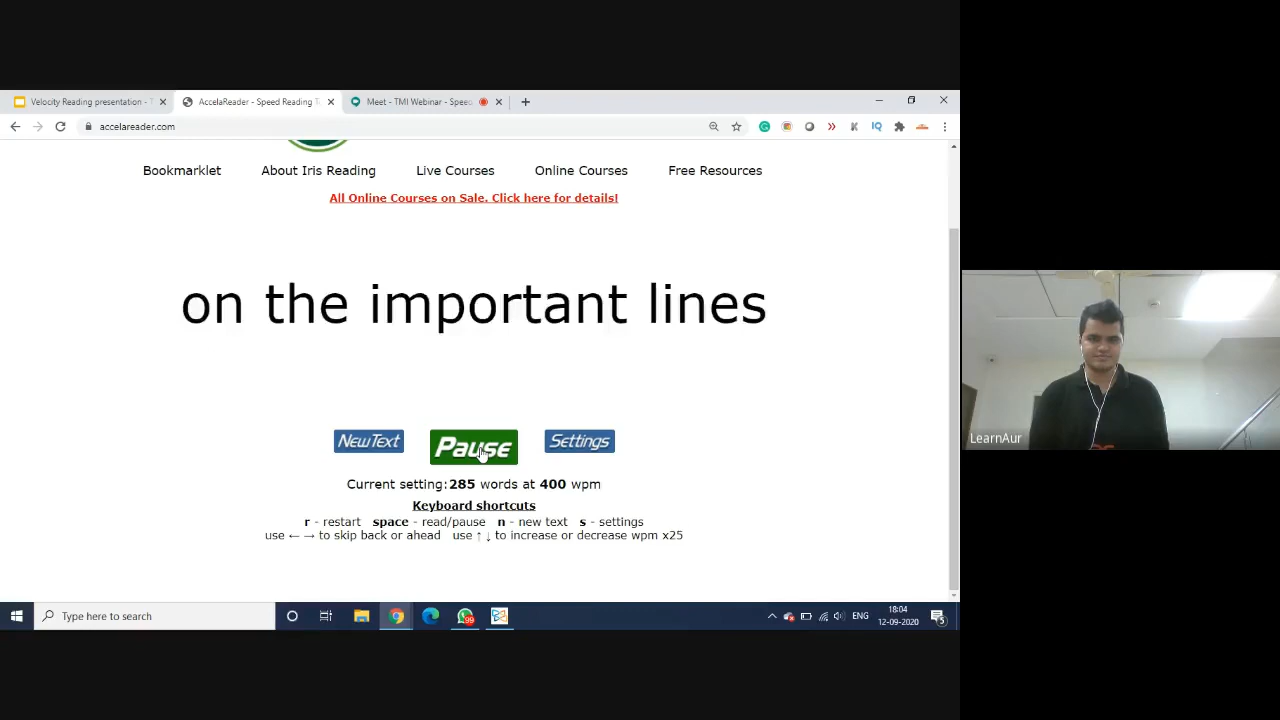 Velocity Reading presentation - T
AccelaReader - Speed Reading T
Meet - TMI Webinar - Speed
accelareader.com
Bookmarklet About Iris Reading Live Courses Online Courses Free Resources
All Online Courses on Sale. Click here for details!
on the important lines
NewText Pause Settings
Current setting:285 words at 400 wpm
Keyboard shortcuts
r - restart space - read/pause n - new text s - settings
use ← → to skip back or ahead use ↑ ↓ to increase or decrease wpm x25
LearnAur
Type here to search
99
ENG
18:04
12-09-2020
5